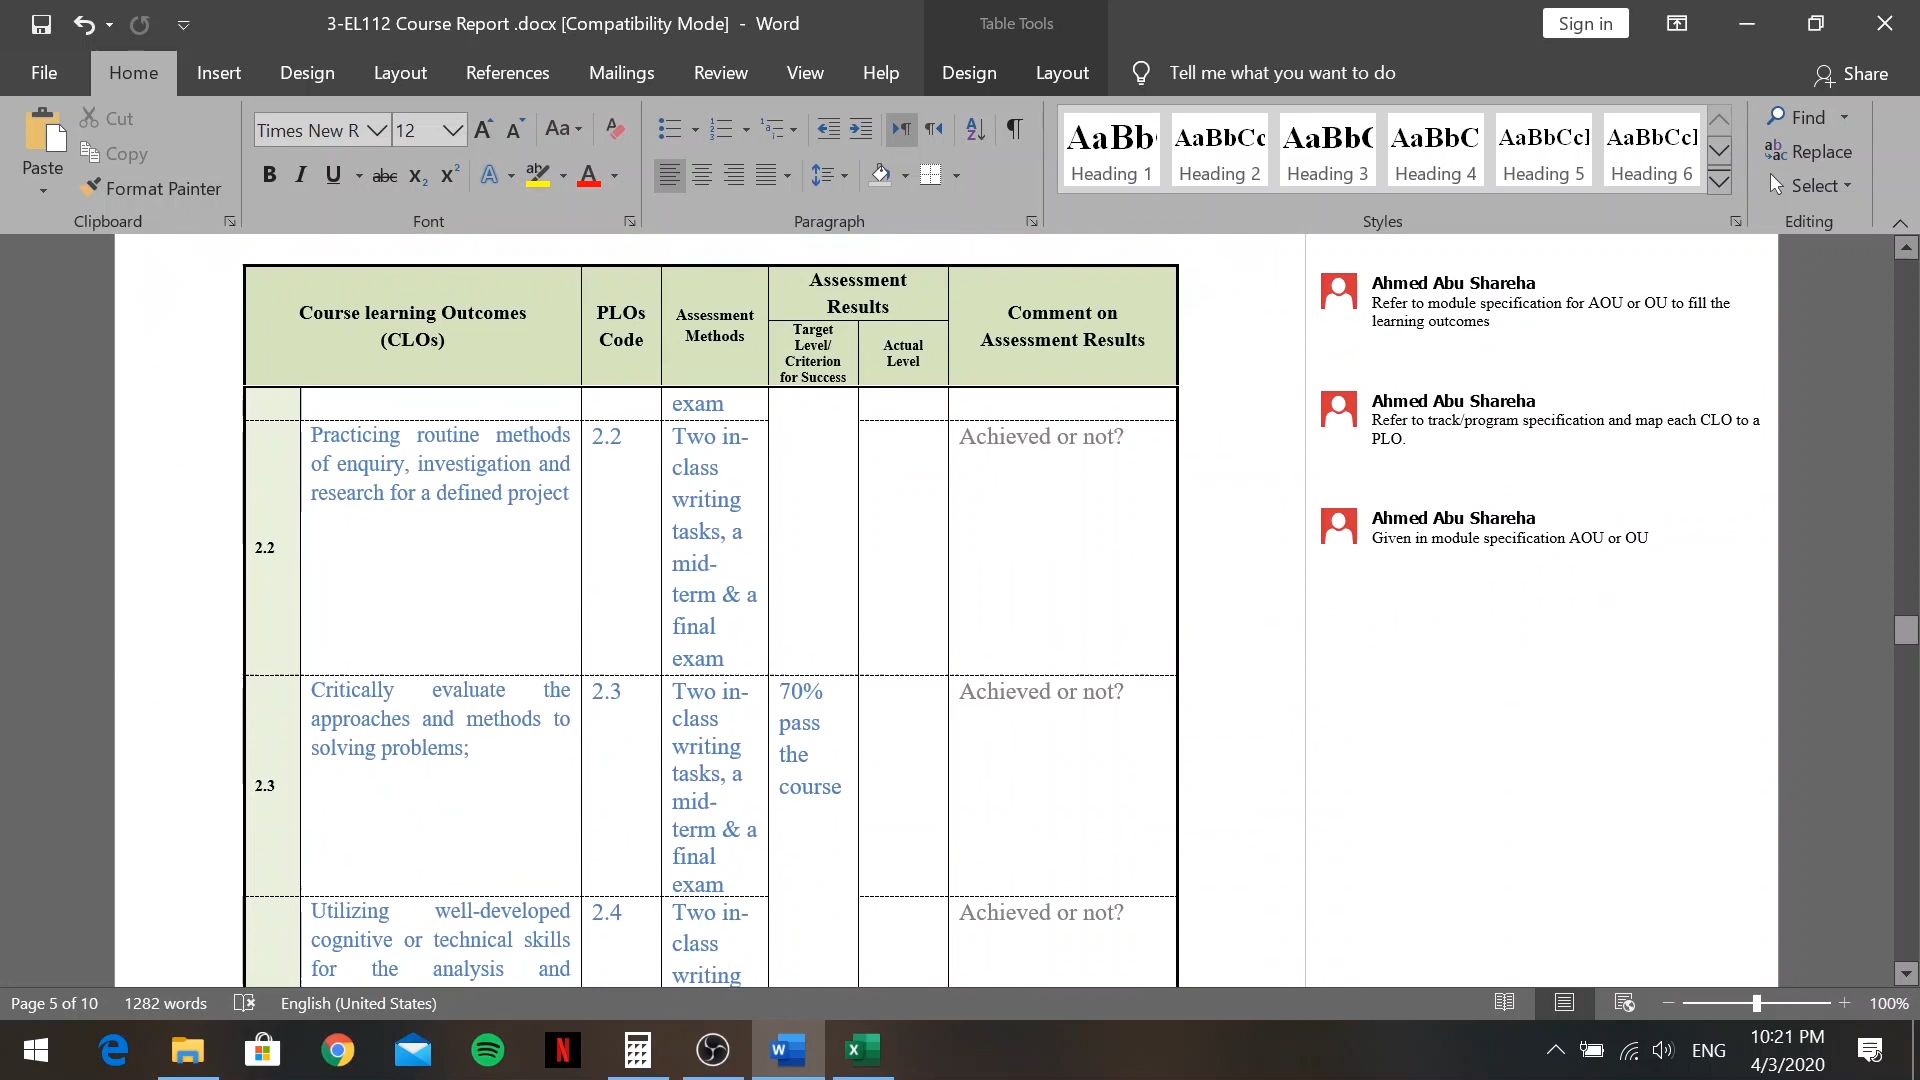 3-EL112 Course Report .docx [Compatibility Mode] - Word
Table Tools
Sign in
File
Home
Insert
Design
Layout
References
Mailings
Review
View
Help
Design
Layout
Tell me what you want to do
Share
Paste
Cut
Copy
Format Painter
Clipboard
Times New R
12
Aa
B I U abc X2 X2
A
ab
A
Font
Paragraph
AaBb
Heading 1
AaBbCc
Heading 2
AaBbC
Heading 3
AaBbC
Heading 4
AaBbCcI
Heading 5
AaBbCcI
Heading 6
Styles
Find
Replace
Select
Editing
Course learning Outcomes
(CLOs)
PLOs
Code
Assessment
Methods
Assessment
Results
Target
Level/
Criterion
for Success
Actual
Level
Comment on
Assessment Results
exam
2.2
Practicing routine methods
of enquiry, investigation and
research for a defined project
2.2
Two in-
class
writing
tasks, a
mid-
term & a
final
exam
Achieved or not?
2.3
Critically evaluate the
approaches and methods to
solving problems;
2.3
Two in-
class
writing
tasks, a
mid-
term & a
final
exam
70%
pass
the
course
Achieved or not?
Utilizing well-developed
cognitive or technical skills
for the analysis and
2.4
Two in-
class
writing
Achieved or not?
Ahmed Abu Shareha
Refer to module specification for AOU or OU to fill the
learning outcomes
Ahmed Abu Shareha
Refer to track/program specification and map each CLO to a
PLO.
Ahmed Abu Shareha
Given in module specification AOU or OU
Page 5 of 10
1282 words
English (United States)
100%
ENG
10:21 PM
4/3/2020